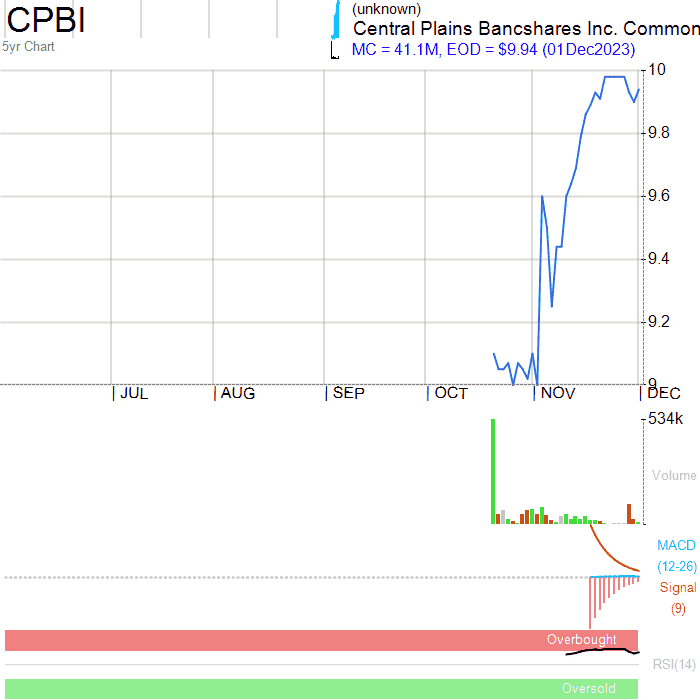 CPBI
5yr Chart
(unknown)
Central Plains Bancshares Inc. Common
MC = 41.1M, EOD = $9.94 (01Dec2023)
10
9.8
9.6
9.4
9.2
9
JUL AUG SEP OCT NOV DEC
534k
Volume
MACD
(12-26)
Signal
(9)
Overbought
RSI(14)
Oversold